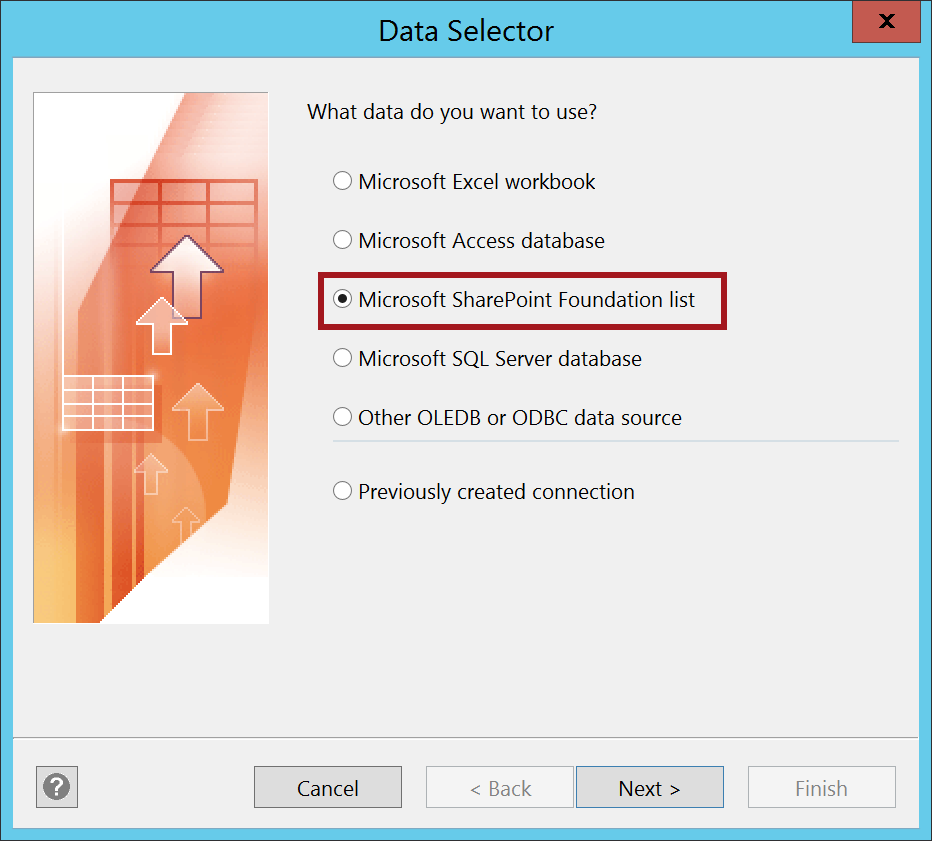 Data Selector
What data do you want to use?
Microsoft Excel workbook
Microsoft Access database
Microsoft SharePoint Foundation list
Microsoft SQL Server database
Other OLEDB or ODBC data source
Previously created connection
? Cancel < Back Next > Finish